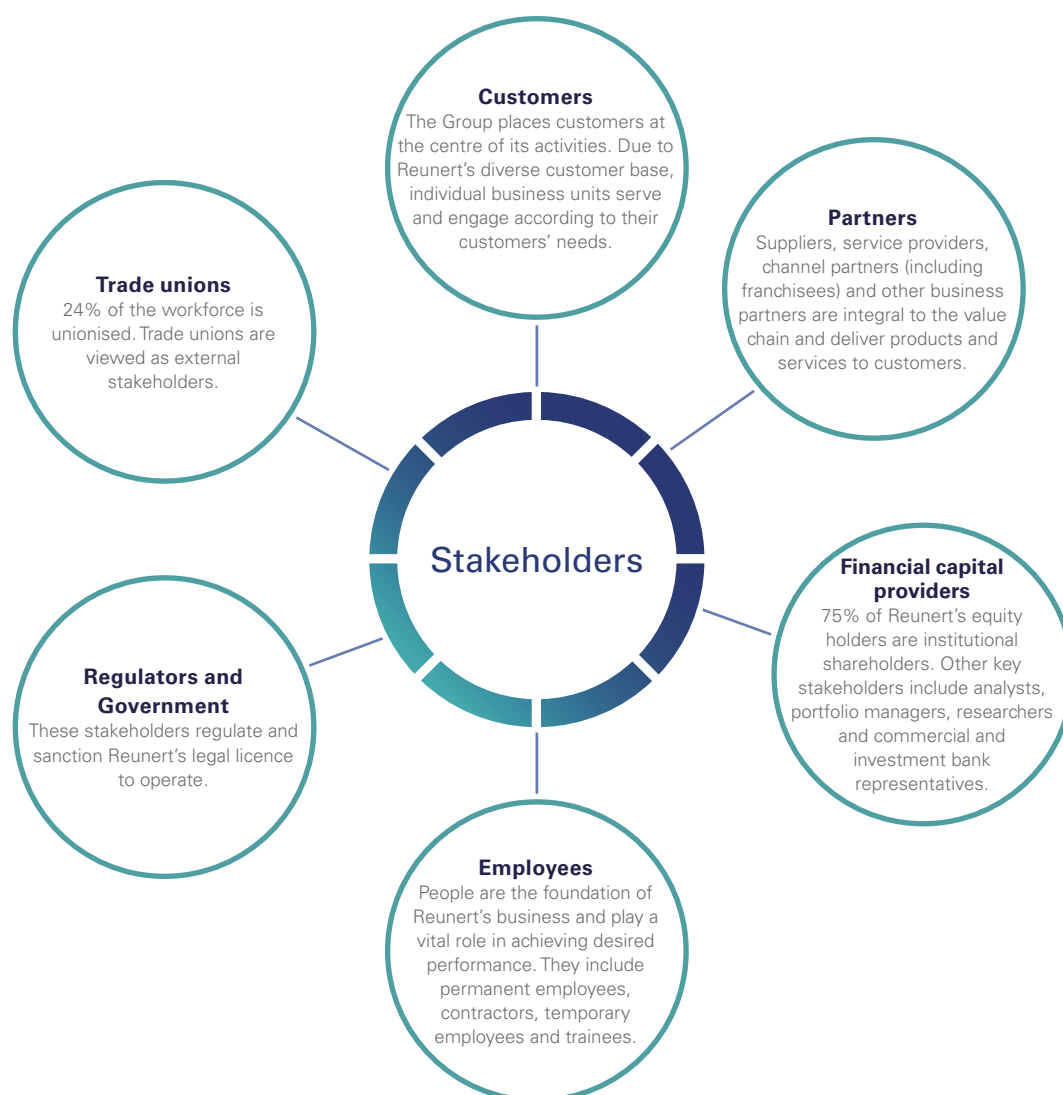 Customers
The Group places customers at
the centre of its activities. Due to
Reunert's diverse customer base,
individual business units serve
and engage according to their
customers' needs.
Partners
Suppliers, service providers,
channel partners (including
franchisees) and other business
partners are integral to the value
chain and deliver products and
services to customers.
Trade unions
24% of the workforce is
unionised. Trade unions are
viewed as external
stakeholders.
Stakeholders
Financial capital
providers
75% of Reunert's equity
holders are institutional
shareholders. Other key
stakeholders include analysts,
portfolio managers, researchers
and commercial and
investment bank
representatives.
Regulators and
Government
These stakeholders regulate and
sanction Reunert's legal licence
to operate.
Employees
People are the foundation of
Reunert's business and play a
vital role in achieving desired
performance. They include
permanent employees,
contractors, temporary
employees and trainees.